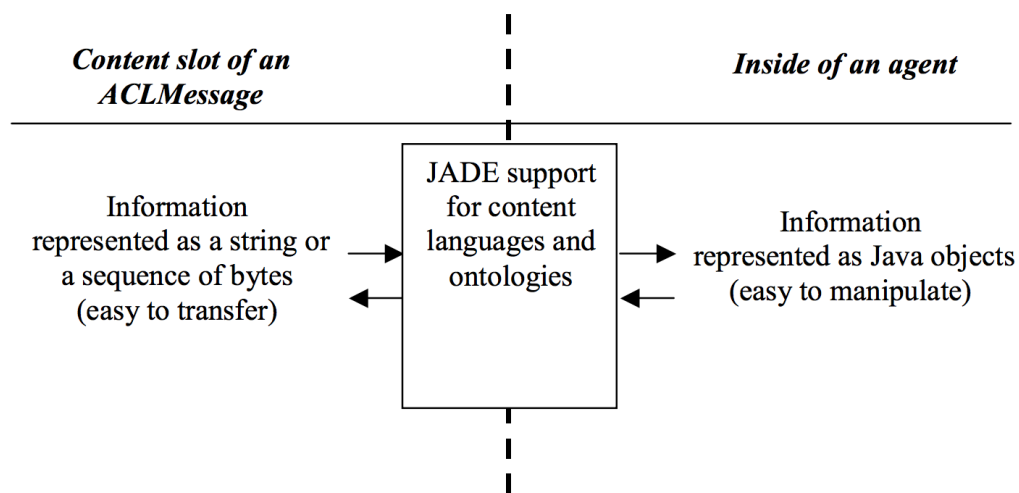 Content slot of an
ACLMessage
Inside of an agent
Information
represented as a string or
a sequence of bytes
(easy to transfer)
JADE support
for content
languages and
ontologies
Information
represented as Java objects
(easy to manipulate)